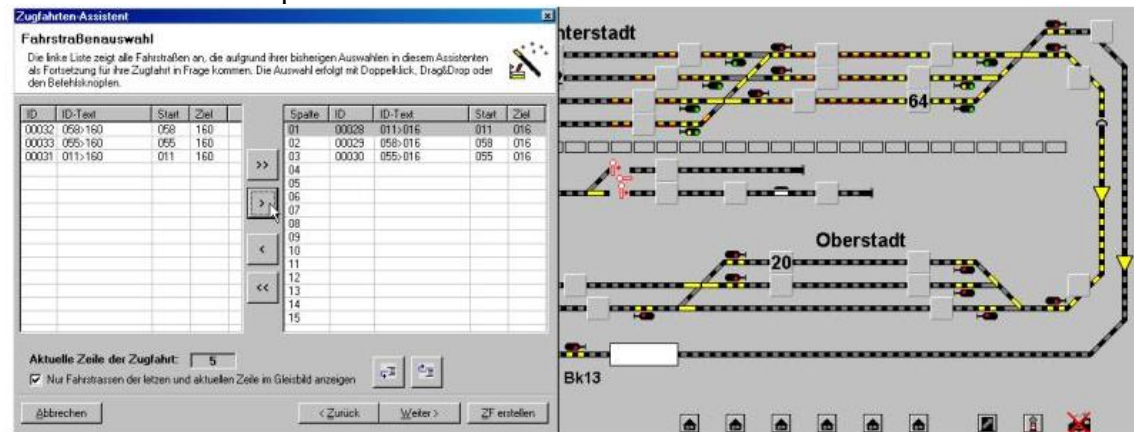 Zugfahrten-Assistent
Fahrstraßenauswahl
Die linke Liste zeigt alle Fahrstraßen an, die aufgrund ihrer bisherigen Auswahlen in diesem Assistenten
als Fortsetzung für ihre Zugfahrt in Frage kommen. Die Auswahl erfolgt mit Doppelklick, Drag&Drop oder
den Befehlsknöpfen.
ID ID-Text Start Ziel
00032 058>160 058 160
00033 055>160 055 160
00031 011>160 011 160
>>
>
<
<<
Spalte ID ID-Text Start Ziel
01 00028 011>016 011 016
02 00029 058>016 058 016
03 00030 055>016 055 016
04
05
06
07
08
09
10
11
12
13
14
15
Aktuelle Zeile der Zugfahrt: 5
Nur Fahrstrassen der letzen und aktuellen Zeile im Gleisbild anzeigen
Abbrechen
< Zurück
Weiter >
ZF erstellen
nterstadt
64
Oberstadt
20
Bk13